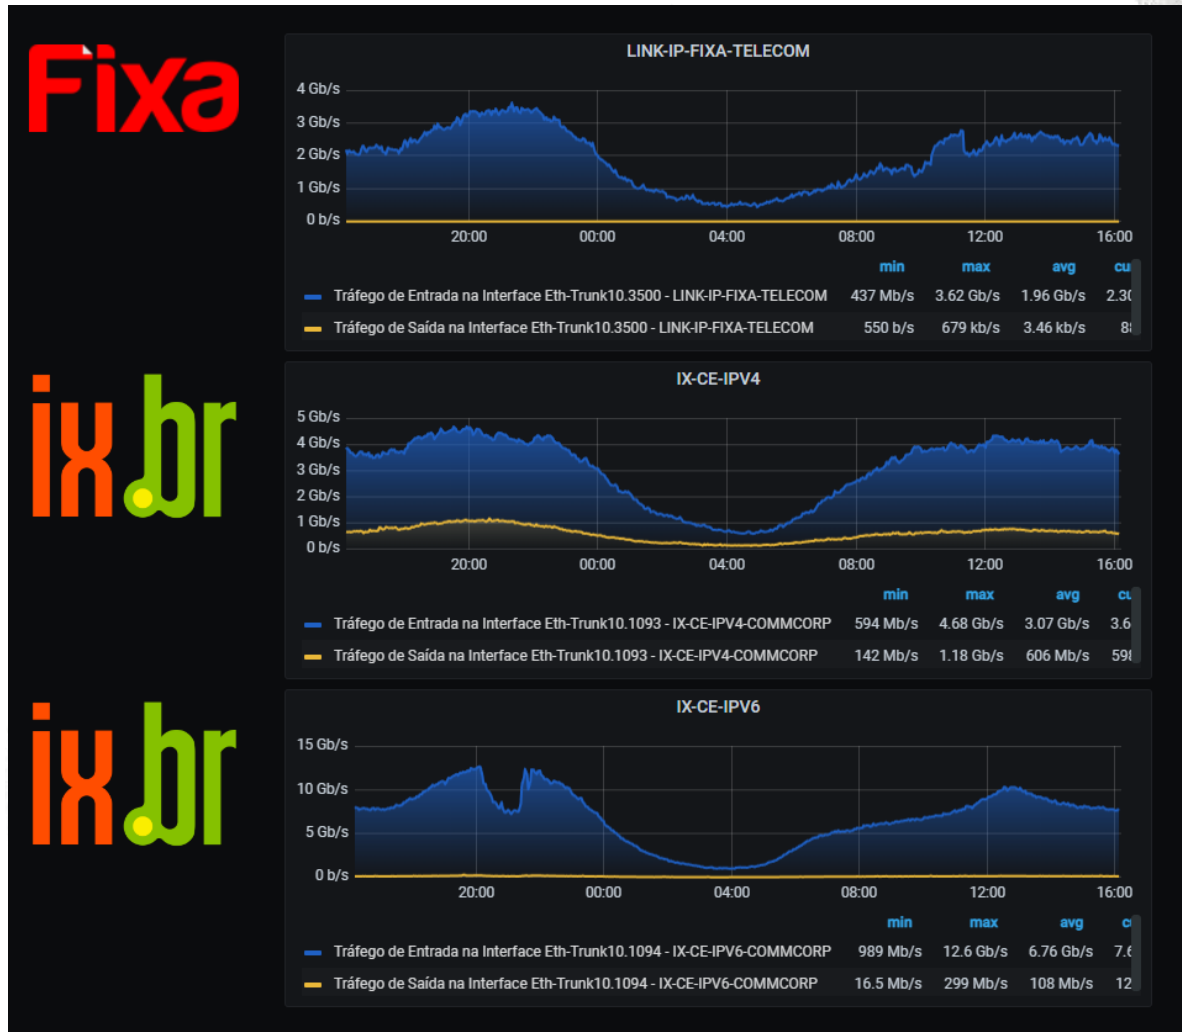 Fixa
LINK-IP-FIXA-TELECOM
4 Gb/s
3 Gb/s
2 Gb/s
1 Gb/s
0 b/s
20:00 00:00 04:00 08:00 12:00 16:00
min max avg
Tráfego de Entrada na Interface Eth-Trunk10.3500 - LINK-IP-FIXA-TELECOM 437 Mb/s 3.62 Gb/s 1.96 Gb/s 2.30
Tráfego de Saída na Interface Eth-Trunk10.3500 - LINK-IP-FIXA-TELECOM 550 b/s 679 kb/s 3.46 kb/s
ix.br
IX-CE-IPV4
5 Gb/s
4 Gb/s
3 Gb/s
2 Gb/s
1 Gb/s
0 b/s
20:00 00:00 04:00 08:00 12:00 16:00
min max avg
Tráfego de Entrada na Interface Eth-Trunk10.1093 - IX-CE-IPV4-COMMCORP 594 Mb/s 4.68 Gb/s 3.07 Gb/s 3.6
Tráfego de Saída na Interface Eth-Trunk10.1093 - IX-CE-IPV4-COMMCORP 142 Mb/s 1.18 Gb/s 606 Mb/s 598
ix.br
IX-CE-IPV6
15 Gb/s
10 Gb/s
5 Gb/s
0 b/s
20:00 00:00 04:00 08:00 12:00 16:00
min max avg
Tráfego de Entrada na Interface Eth-Trunk10.1094 - IX-CE-IPV6-COMMCORP 989 Mb/s 12.6 Gb/s 6.76 Gb/s 7.6
Tráfego de Saída na Interface Eth-Trunk10.1094 - IX-CE-IPV6-COMMCORP 16.5 Mb/s 299 Mb/s 108 Mb/s 12